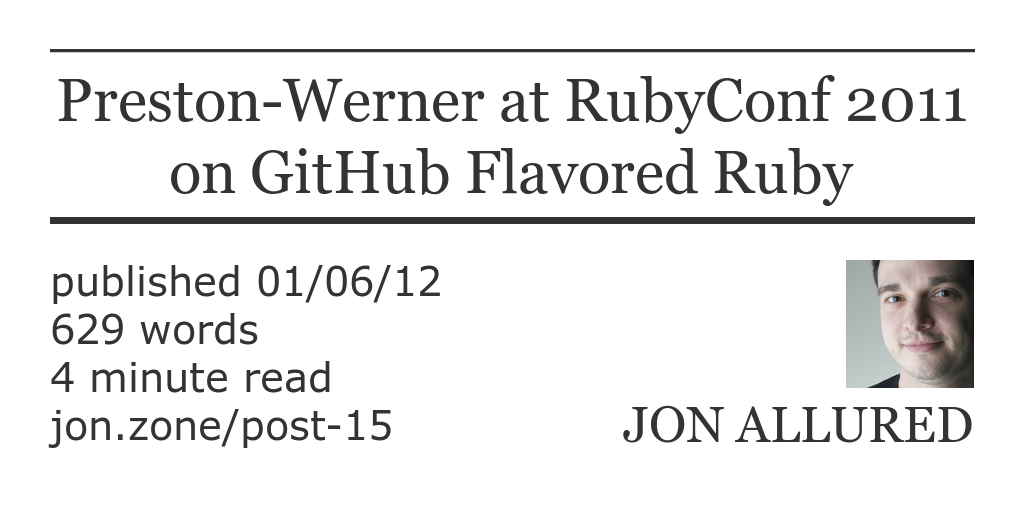 Preston-Werner at RubyConf 2011
on GitHub Flavored Ruby
published 01/06/12
629 words
4 minute read
jon.zone/post-15
JON ALLURED